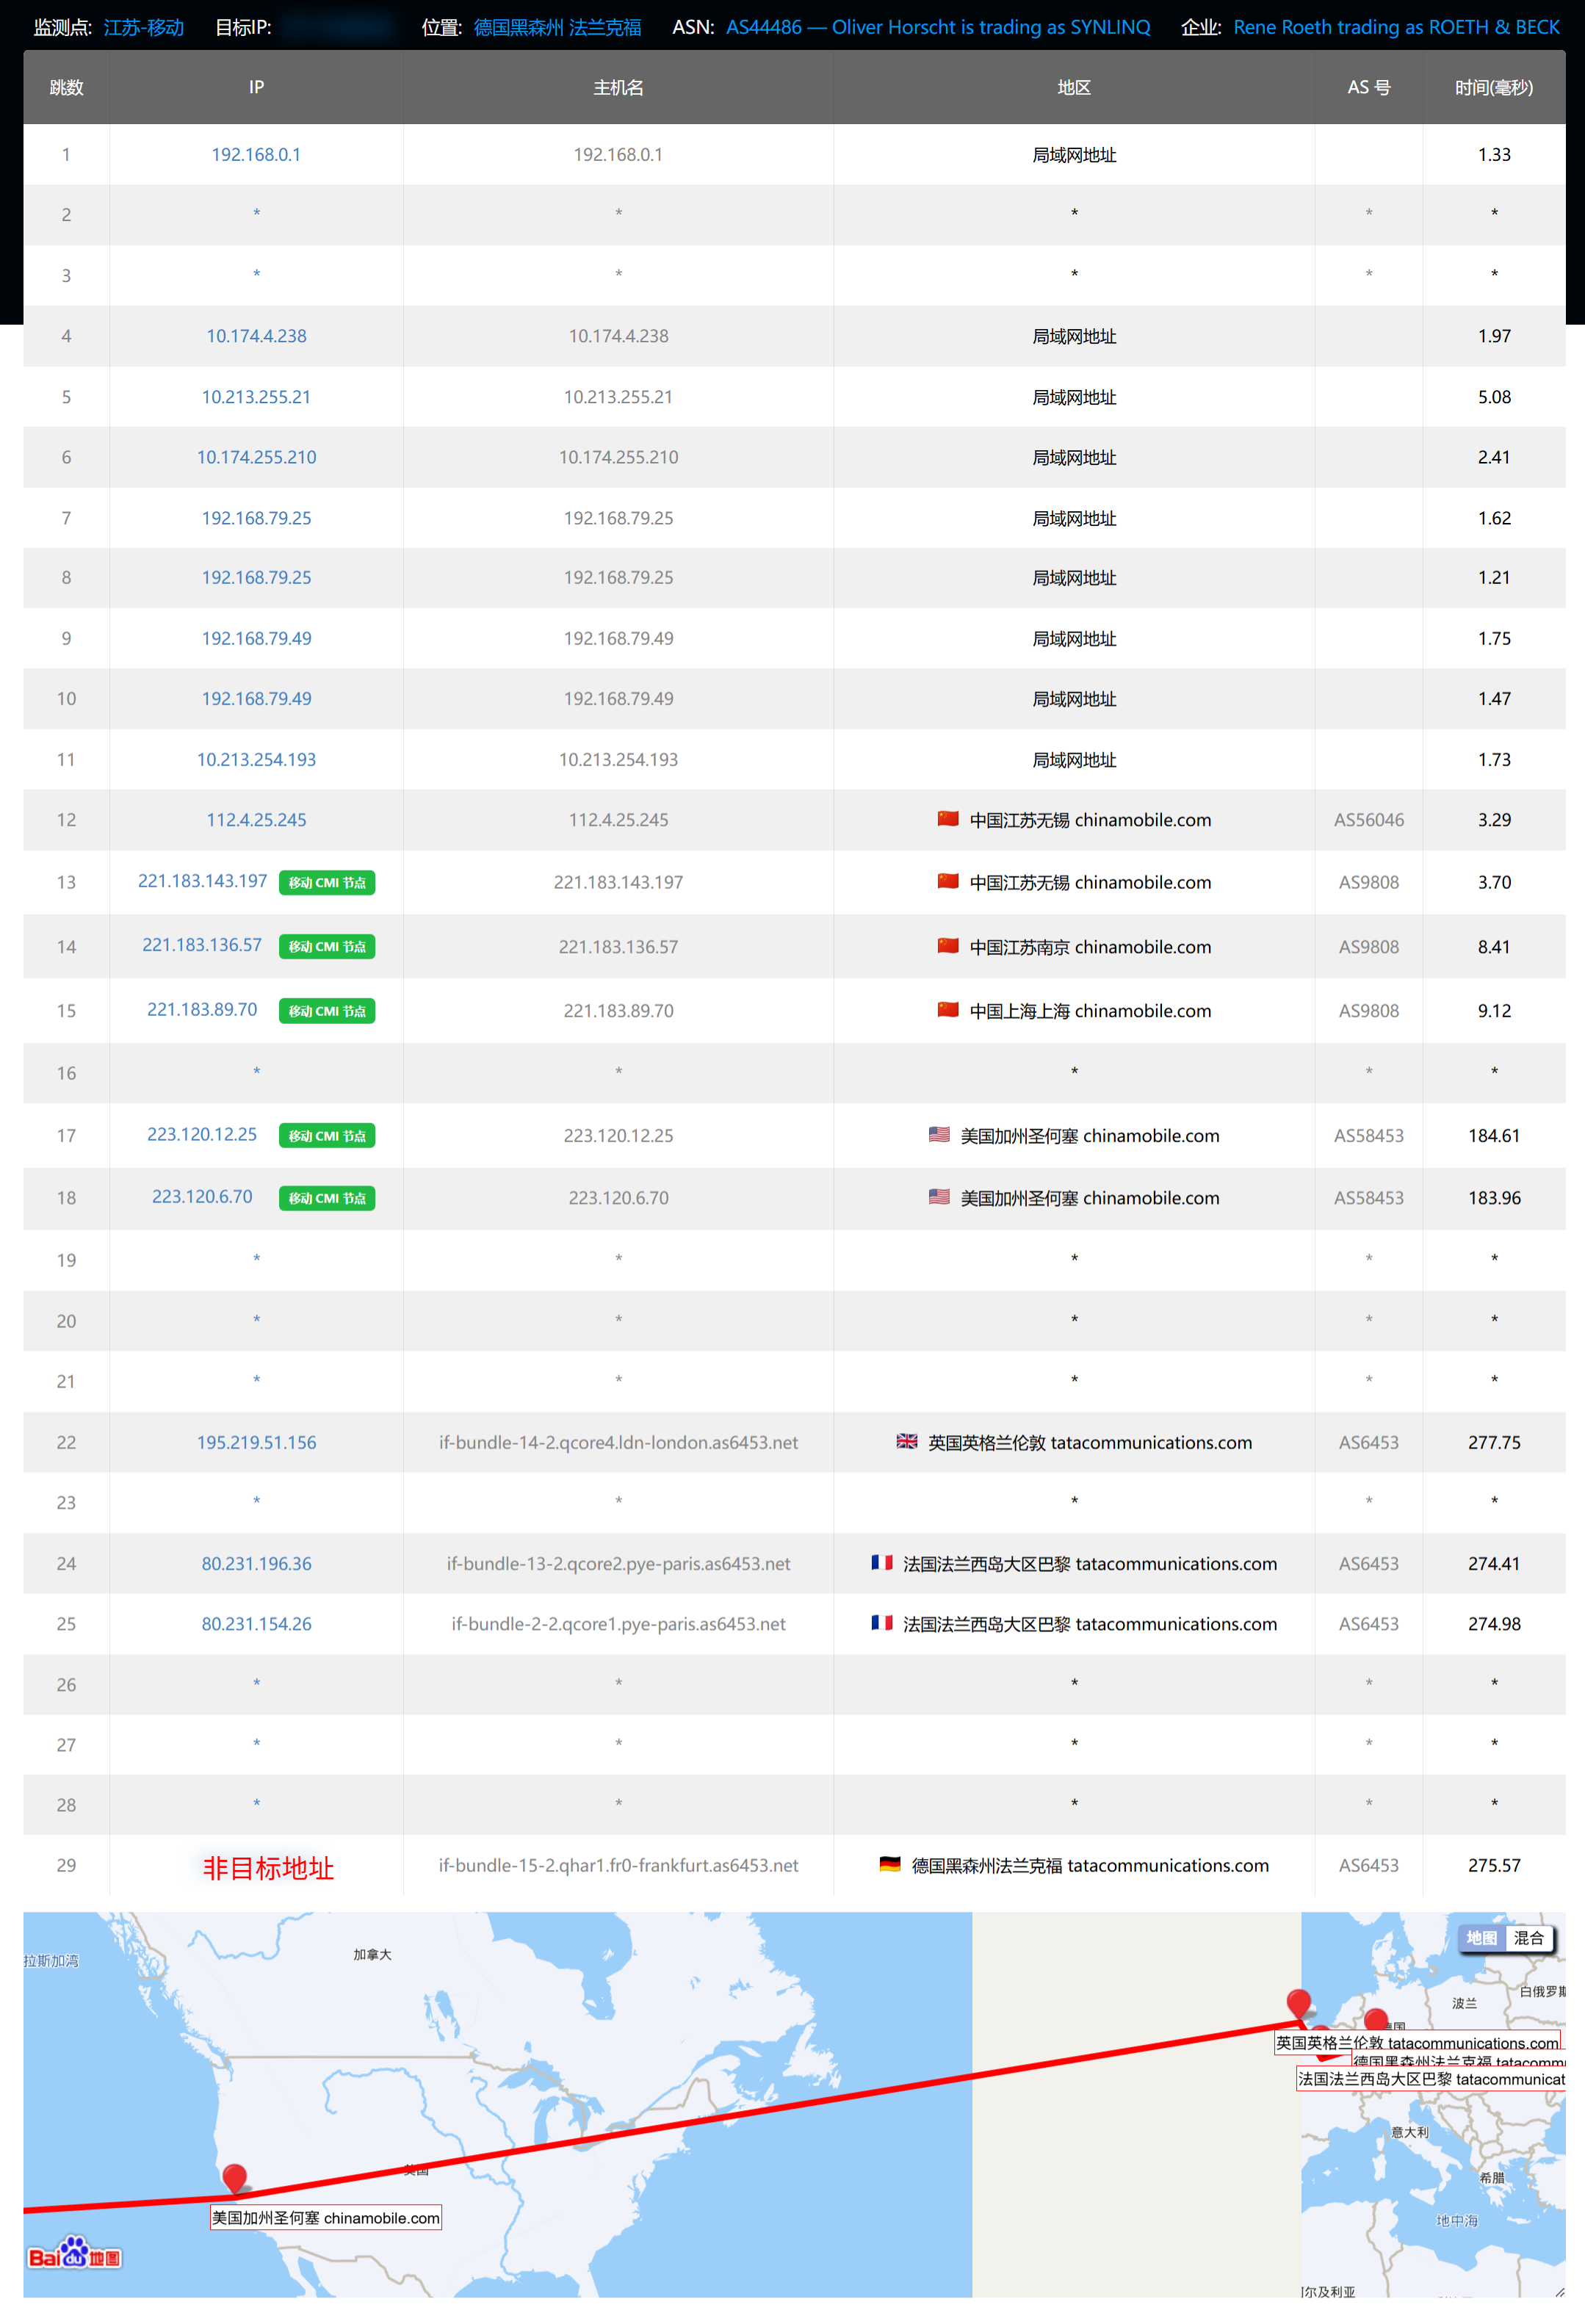 监测点: 江苏-移动 目标IP: 位置: 德国黑森州 法兰克福 ASN: AS44486 — Oliver Horscht is trading as SYNLINQ 企业: Rene Roeth trading as ROETH & BECK
跳数 IP 主机名 地区 AS 号 时间(毫秒)
1 192.168.0.1 192.168.0.1 局域网地址 1.33
2 * * * * *
3 * * * * *
4 10.174.4.238 10.174.4.238 局域网地址 1.97
5 10.213.255.21 10.213.255.21 局域网地址 5.08
6 10.174.255.210 10.174.255.210 局域网地址 2.41
7 192.168.79.25 192.168.79.25 局域网地址 1.62
8 192.168.79.25 192.168.79.25 局域网地址 1.21
9 192.168.79.49 192.168.79.49 局域网地址 1.75
10 192.168.79.49 192.168.79.49 局域网地址 1.47
11 10.213.254.193 10.213.254.193 局域网地址 1.73
12 112.4.25.245 112.4.25.245 中国江苏无锡 chinamobile.com AS56046 3.29
13 221.183.143.197 移动 CMI 节点 221.183.143.197 中国江苏无锡 chinamobile.com AS9808 3.70
14 221.183.136.57 移动 CMI 节点 221.183.136.57 中国江苏南京 chinamobile.com AS9808 8.41
15 221.183.89.70 移动 CMI 节点 221.183.89.70 中国上海上海 chinamobile.com AS9808 9.12
16 * * * * *
17 223.120.12.25 移动 CMI 节点 223.120.12.25 美国加州圣何塞 chinamobile.com AS58453 184.61
18 223.120.6.70 移动 CMI 节点 223.120.6.70 美国加州圣何塞 chinamobile.com AS58453 183.96
19 * * * * *
20 * * * * *
21 * * * * *
22 195.219.51.156 if-bundle-14-2.qcore4.ldn-london.as6453.net 英国英格兰伦敦 tatacommunications.com AS6453 277.75
23 * * * * *
24 80.231.196.36 if-bundle-13-2.qcore2.pye-paris.as6453.net 法国法兰西岛大区巴黎 tatacommunications.com AS6453 274.41
25 80.231.154.26 if-bundle-2-2.qcore1.pye-paris.as6453.net 法国法兰西岛大区巴黎 tatacommunications.com AS6453 274.98
26 * * * * *
27 * * * * *
28 * * * * *
29 非目标地址 if-bundle-15-2.qhar1.fr0-frankfurt.as6453.net 德国黑森州法兰克福 tatacommunications.com AS6453 275.57
地图 混合
加拿大
拉斯加湾
白俄罗斯
波兰
英国英格兰伦敦 tatacommunications.com
德国黑森州法兰克福 tatacomm
法国法兰西岛大区巴黎 tatacommunicat
意大利
美国
希腊
美国加州圣何塞 chinamobile.com
地中海
Bai du 地图
阿尔及利亚